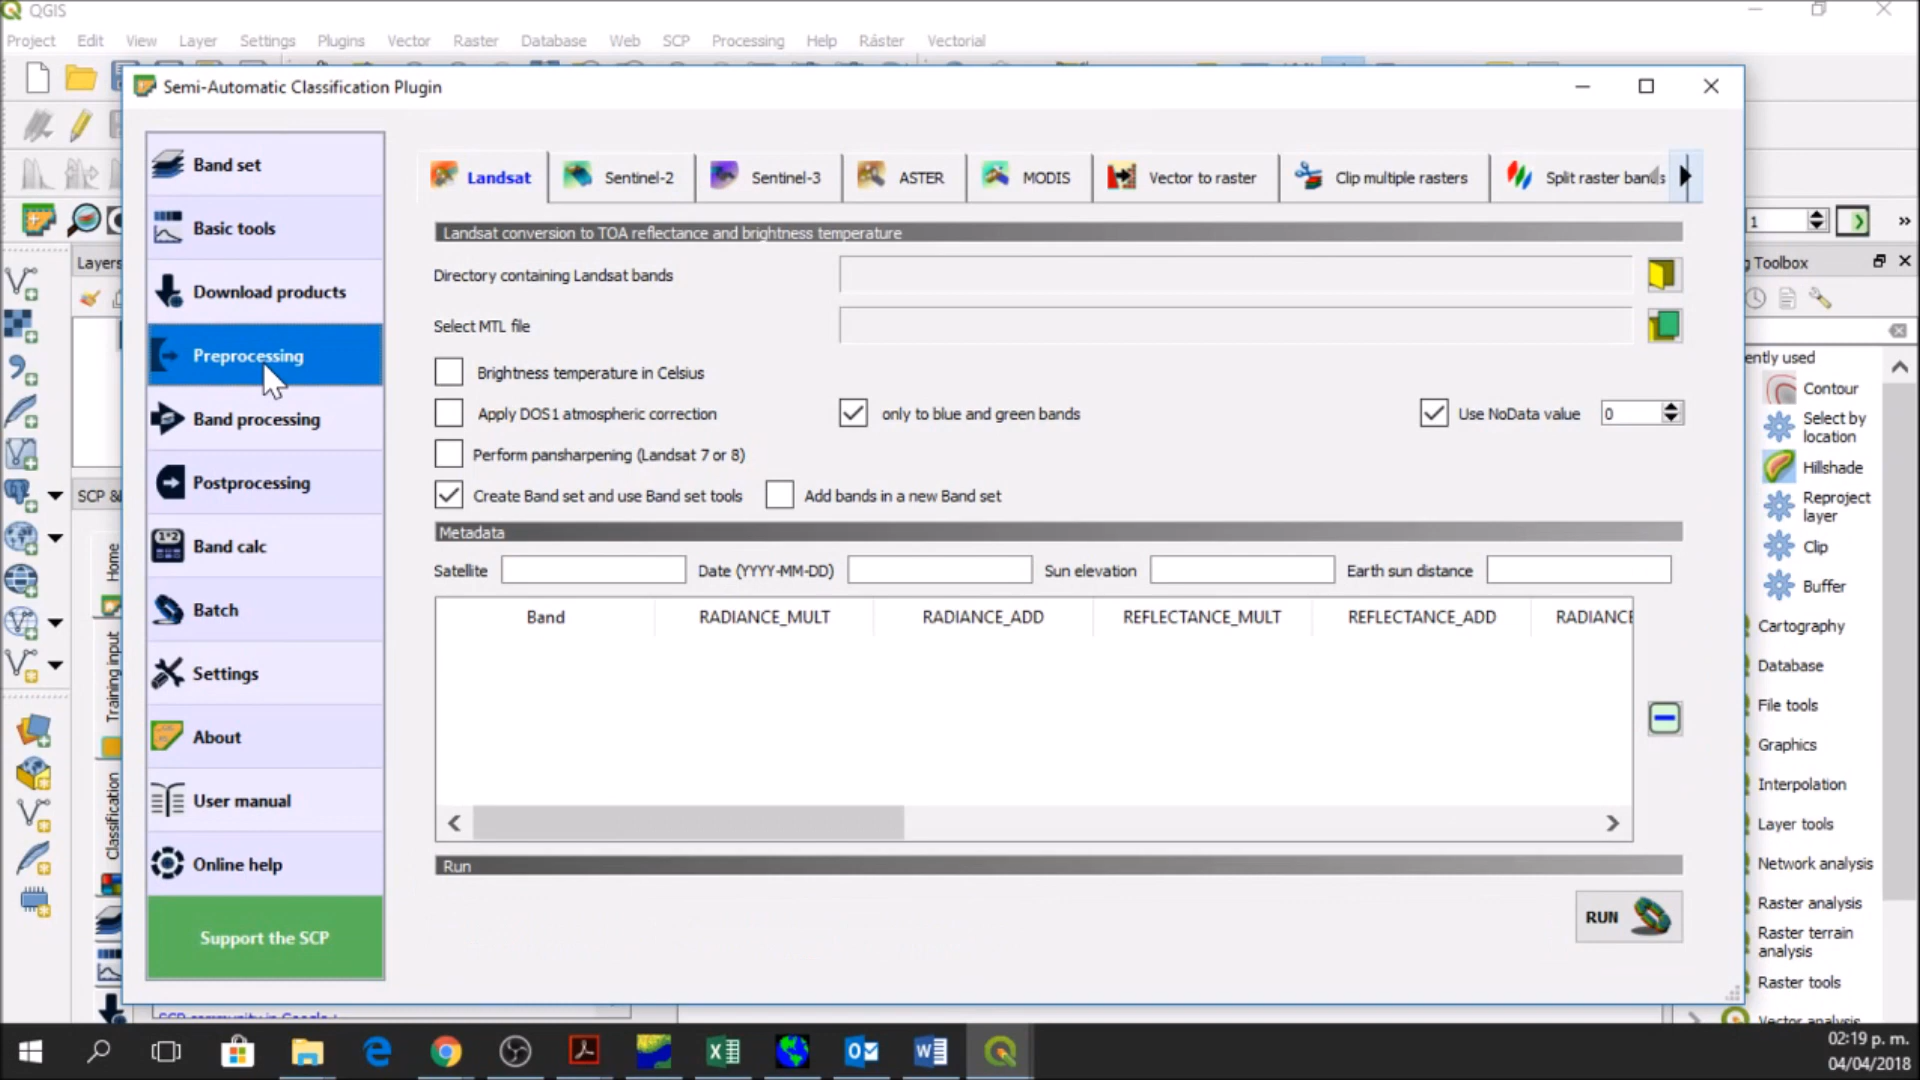 QGIS
Project Edit View Layer Settings Plugins Vector Raster Database Web SCP Processing Help Ráster Vectorial
Semi-Automatic Classification Plugin
Band set
Basic tools
Download products
Preprocessing
Band processing
Postprocessing
Band calc
Batch
Settings
About
User manual
Online help
Support the SCP
Landsat Sentinel-2 Sentinel-3 ASTER MODIS Vector to raster Clip multiple rasters Split raster bands
Landsat conversion to TOA reflectance and brightness temperature
Directory containing Landsat bands
Select MTL file
Brightness temperature in Celsius
Apply DOS1 atmospheric correction only to blue and green bands Use NoData value 0
Perform pansharpening (Landsat 7 or 8)
Create Band set and use Band set tools Add bands in a new Band set
Metadata
Satellite Date (YYYY-MM-DD) Sun elevation Earth sun distance
Band RADIANCE_MULT RADIANCE_ADD REFLECTANCE_MULT REFLECTANCE_ADD RADIANCE
Run
RUN
Layers
SCP &
Home
Training input
Classification
SCP community in Google+
1
g Toolbox
ently used
Contour
Select by
location
Hillshade
Reproject
layer
Clip
Buffer
Cartography
Database
File tools
Graphics
Interpolation
Layer tools
Network analysis
Raster analysis
Raster terrain
analysis
Raster tools
Vector analysis
02:19 p. m.
04/04/2018